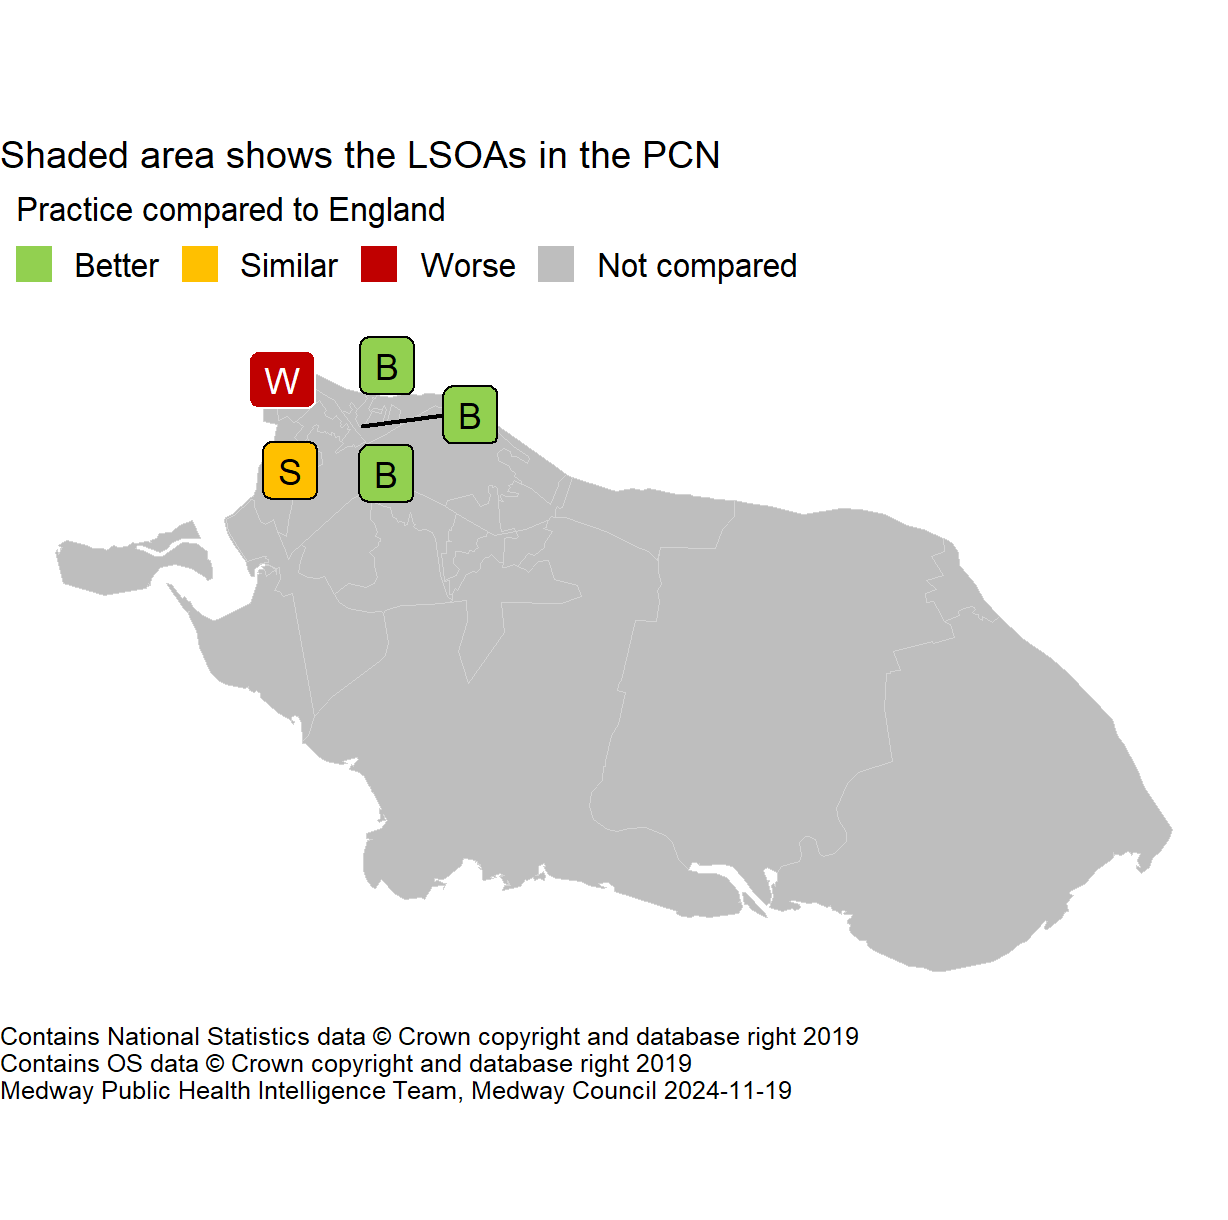 Shaded area shows the LSOAs in the PCN
Practice compared to England
Better Similar Worse Not compared
W
B
B
S
B
Contains National Statistics data © Crown copyright and database right 2019
Contains OS data © Crown copyright and database right 2019
Medway Public Health Intelligence Team, Medway Council 2024-11-19